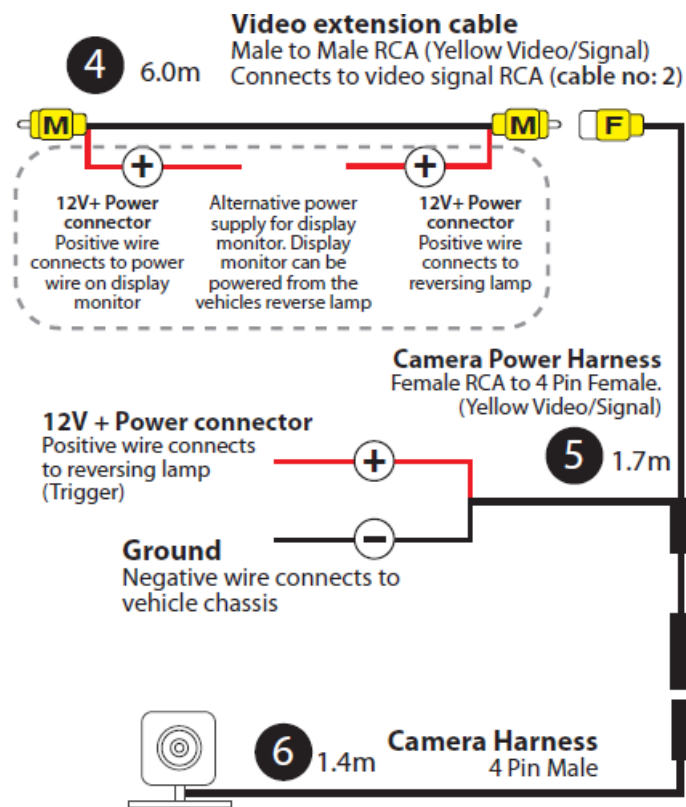 Video extension cable
4
6.0m
Male to Male RCA (Yellow Video/Signal)
Connects to video signal RCA (cable no: 2)
M
M
F
+
+
12V+ Power
connector
Positive wire
connects to power
wire on display
monitor
Alternative power
supply for display
monitor. Display
monitor can be
powered from the
vehicles reverse lamp
12V+ Power
connector
Positive wire
connects to
reversing lamp
Camera Power Harness
Female RCA to 4 Pin Female.
(Yellow Video/Signal)
5
1.7m
12V + Power connector
Positive wire connects
to reversing lamp
(Trigger)
+
−
Ground
Negative wire connects to
vehicle chassis
6
1.4m
Camera Harness
4 Pin Male